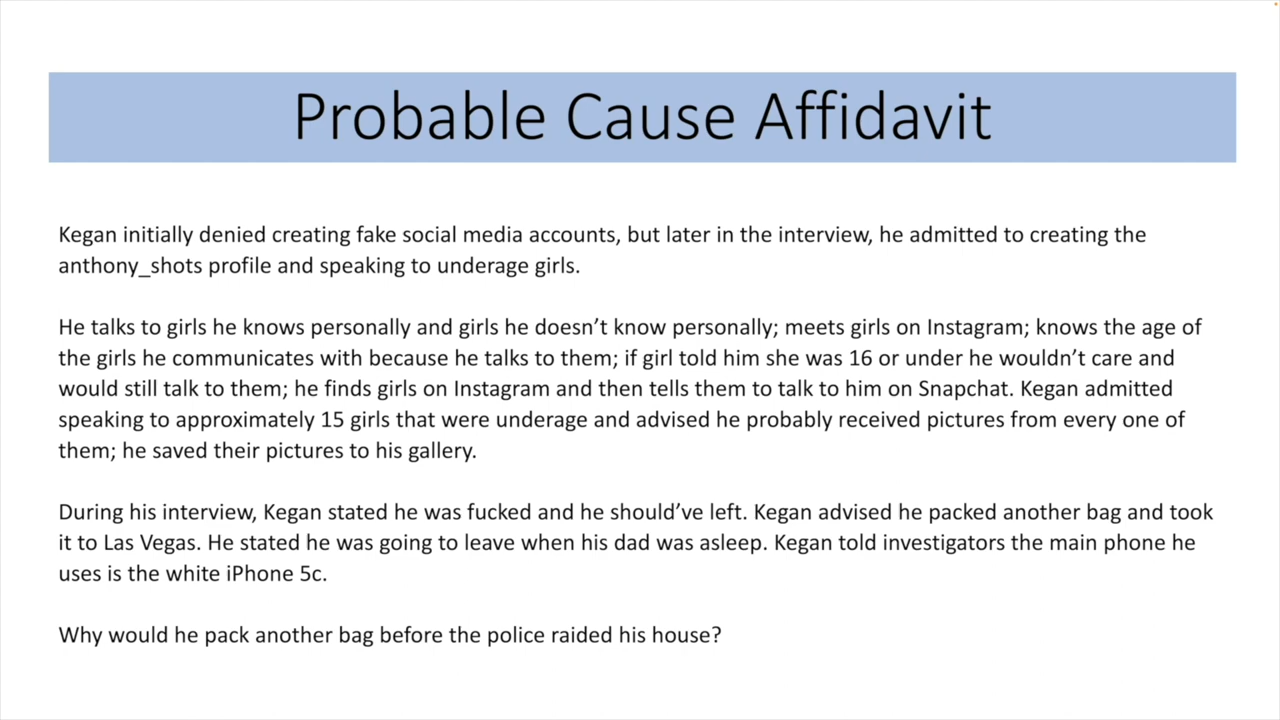 Probable Cause Affidavit
Kegan initially denied creating fake social media accounts, but later in the interview, he admitted to creating the
anthony_shots profile and speaking to underage girls.
He talks to girls he knows personally and girls he doesn’t know personally; meets girls on Instagram; knows the age of
the girls he communicates with because he talks to them; if girl told him she was 16 or under he wouldn’t care and
would still talk to them; he finds girls on Instagram and then tells them to talk to him on Snapchat. Kegan admitted
speaking to approximately 15 girls that were underage and advised he probably received pictures from every one of
them; he saved their pictures to his gallery.
During his interview, Kegan stated he was fucked and he should’ve left. Kegan advised he packed another bag and took
it to Las Vegas. He stated he was going to leave when his dad was asleep. Kegan told investigators the main phone he
uses is the white iPhone 5c.
Why would he pack another bag before the police raided his house?